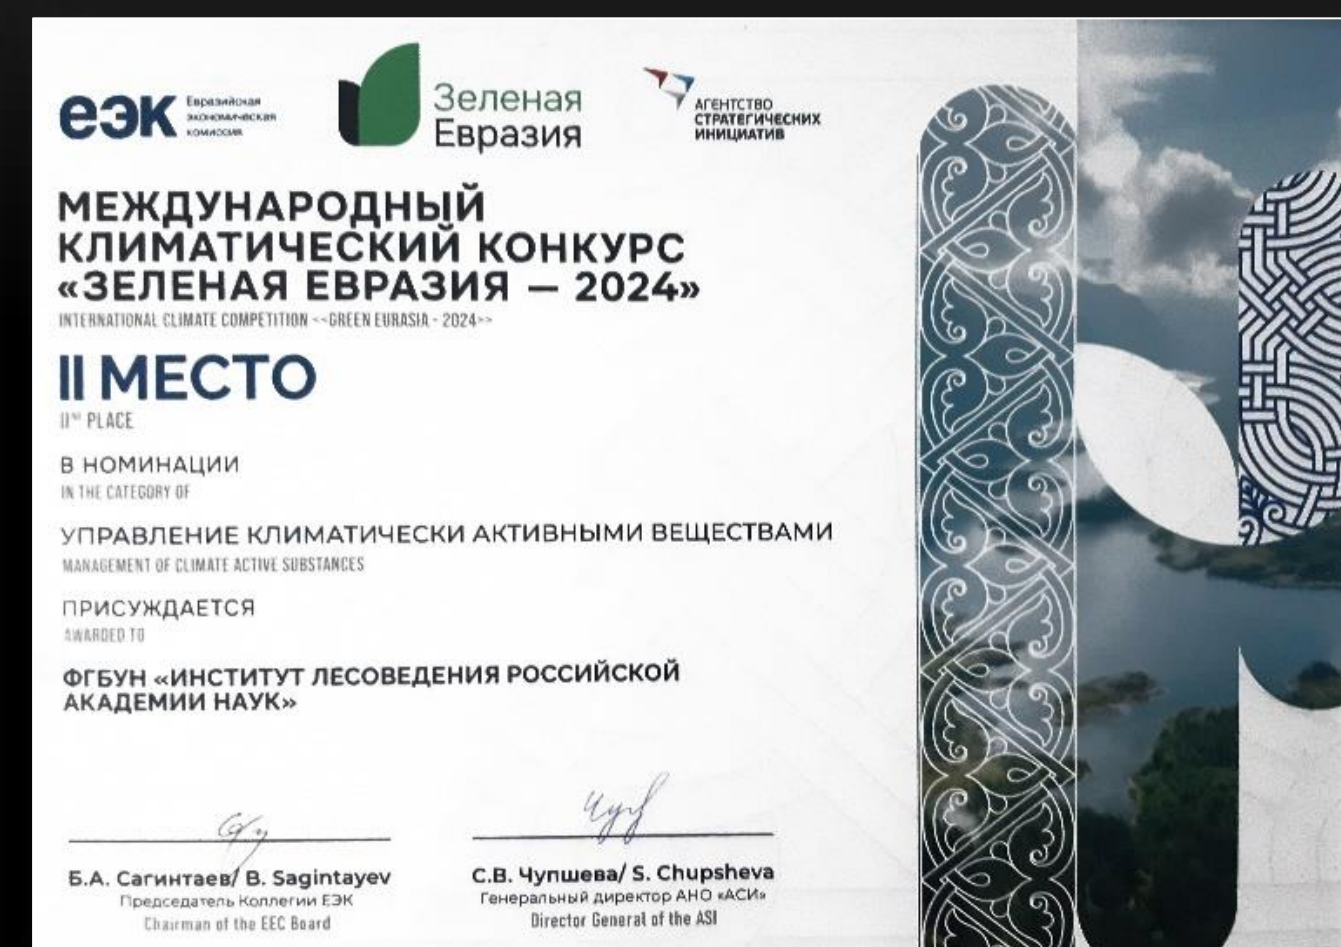 еэк Евразийская
экономическая
комиссия
Зеленая
Евразия
АГЕНТСТВО
СТРАТЕГИЧЕСКИХ
ИНИЦИАТИВ
МЕЖДУНАРОДНЫЙ
КЛИМАТИЧЕСКИЙ КОНКУРС
«ЗЕЛЕНАЯ ЕВРАЗИЯ — 2024»
INTERNATIONAL CLIMATE COMPETITION <<GREEN EURASIA - 2024>>
II МЕСТО
IIND PLACE
В НОМИНАЦИИ
IN THE CATEGORY OF
УПРАВЛЕНИЕ КЛИМАТИЧЕСКИ АКТИВНЫМИ ВЕЩЕСТВАМИ
MANAGEMENT OF CLIMATE ACTIVE SUBSTANCES
ПРИСУЖДАЕТСЯ
AWARDED TO
ФГБУН «ИНСТИТУТ ЛЕСОВЕДЕНИЯ РОССИЙСКОЙ
АКАДЕМИИ НАУК»
Б.А. Сагинтаев/ B. Sagintayev
Председатель Коллегии ЕЭК
Chairman of the EEC Board
С.В. Чупшева/ S. Chupsheva
Генеральный директор АНО «АСИ»
Director General of the ASI